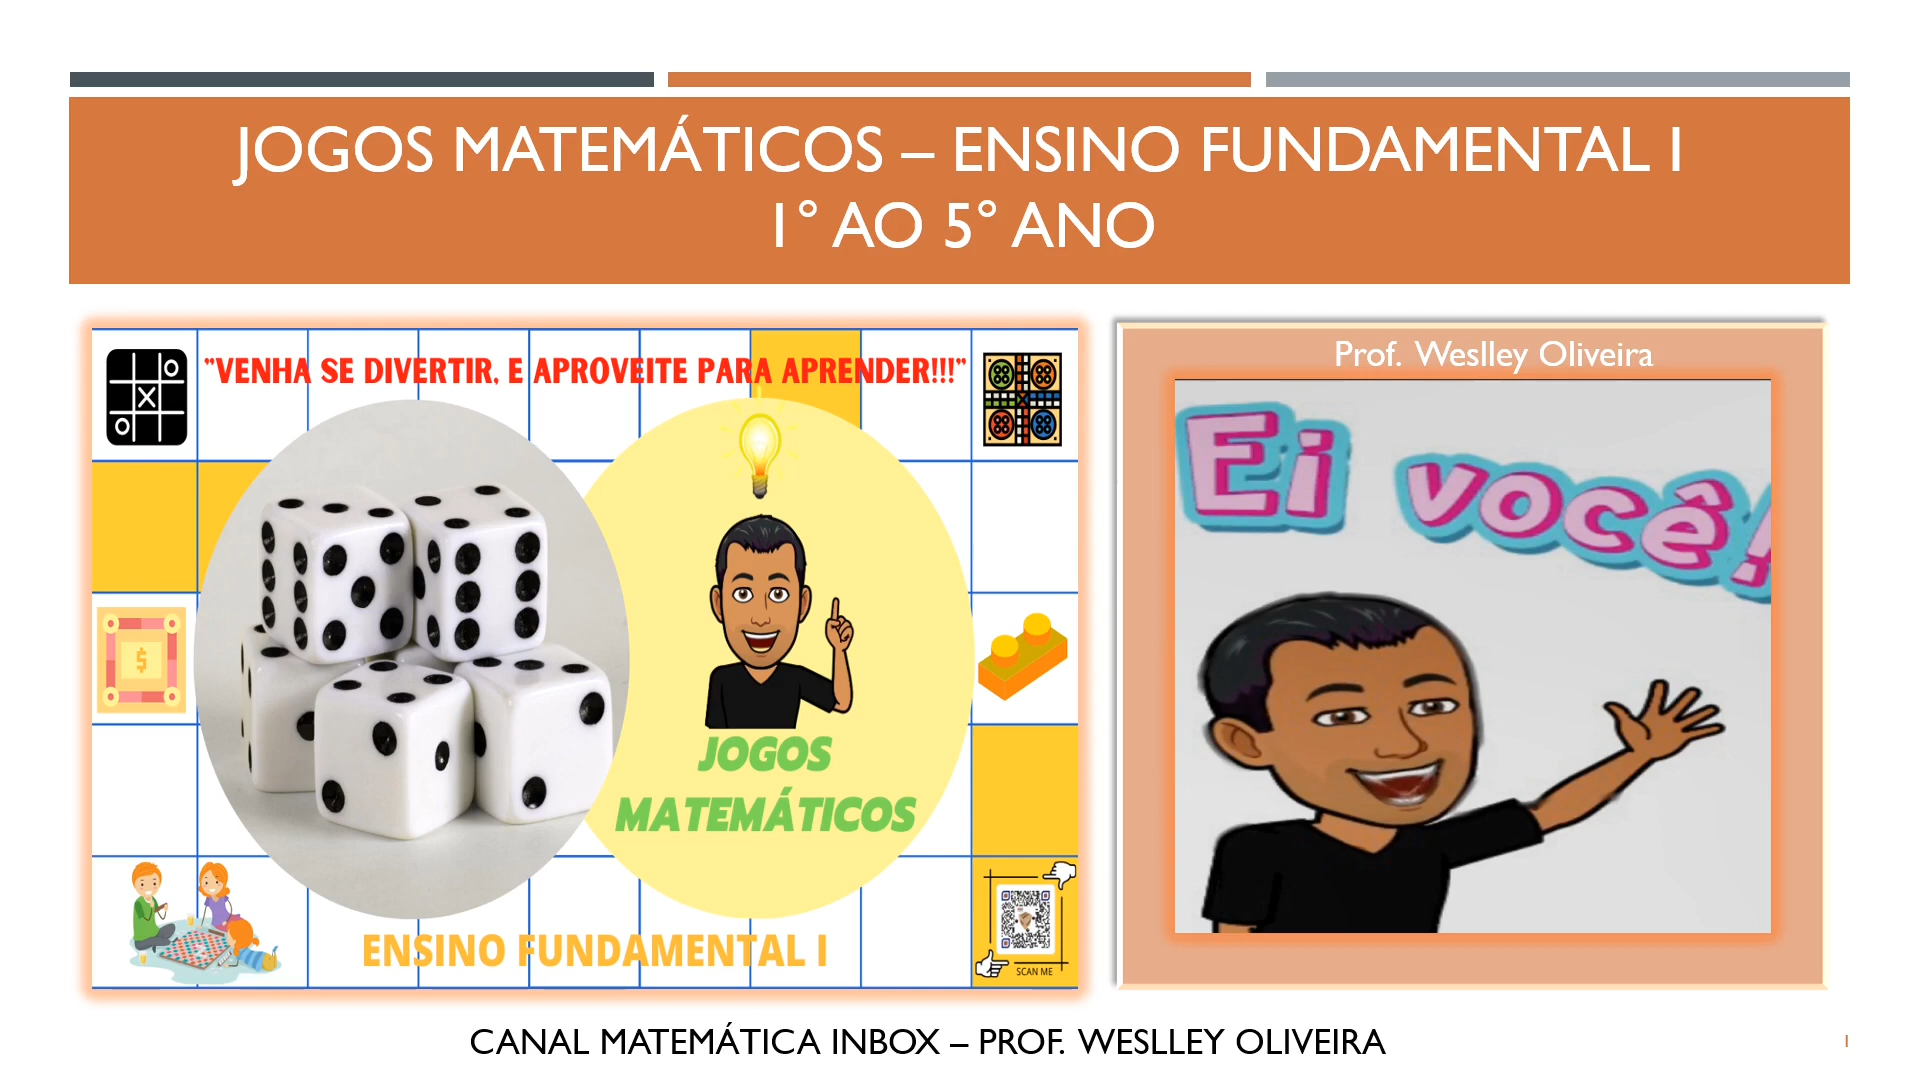 JOGOS MATEMÁTICOS – ENSINO FUNDAMENTAL I
1° AO 5° ANO
"VENHA SE DIVERTIR, E APROVEITE PARA APRENDER!!!"
JOGOS
MATEMÁTICOS
ENSINO FUNDAMENTAL I
SCAN ME
Prof. Weslley Oliveira
Ei você!
CANAL MATEMÁTICA INBOX – PROF. WESLLEY OLIVEIRA
1